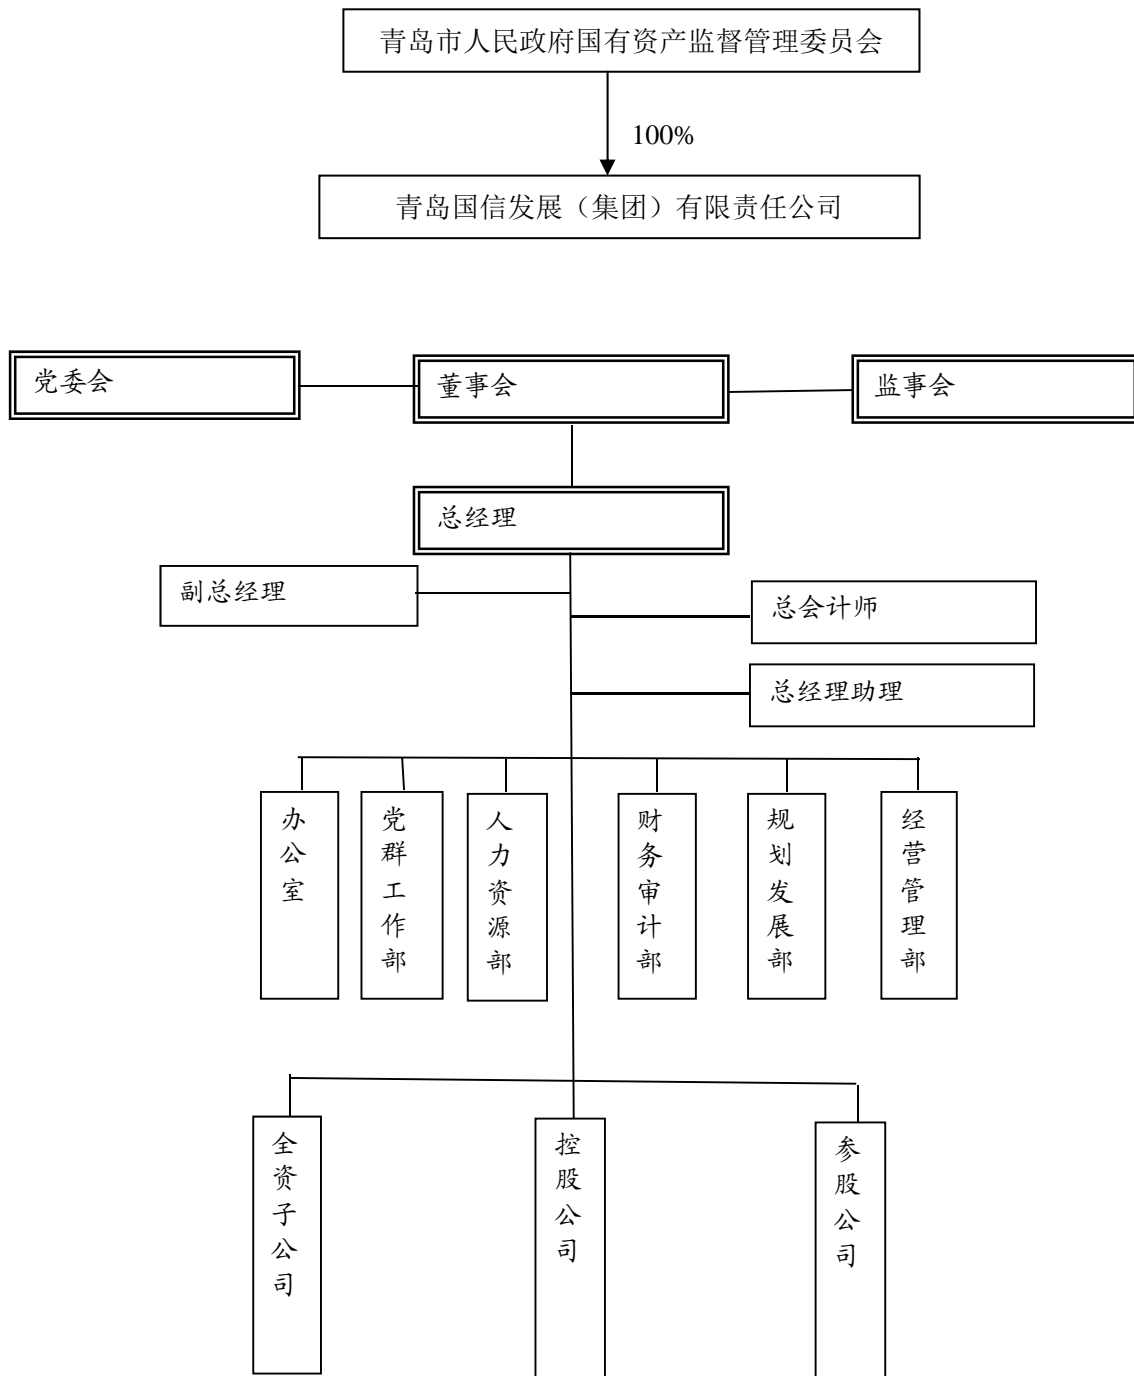 青岛市人民政府国有资产监督管理委员会
100%
青岛国信发展（集团）有限责任公司
党委会
董事会
监事会
总经理
副总经理
总会计师
总经理助理
办公室
党群工作部
人力资源部
财务审计部
规划发展部
经营管理部
全资子公司
控股公司
参股公司